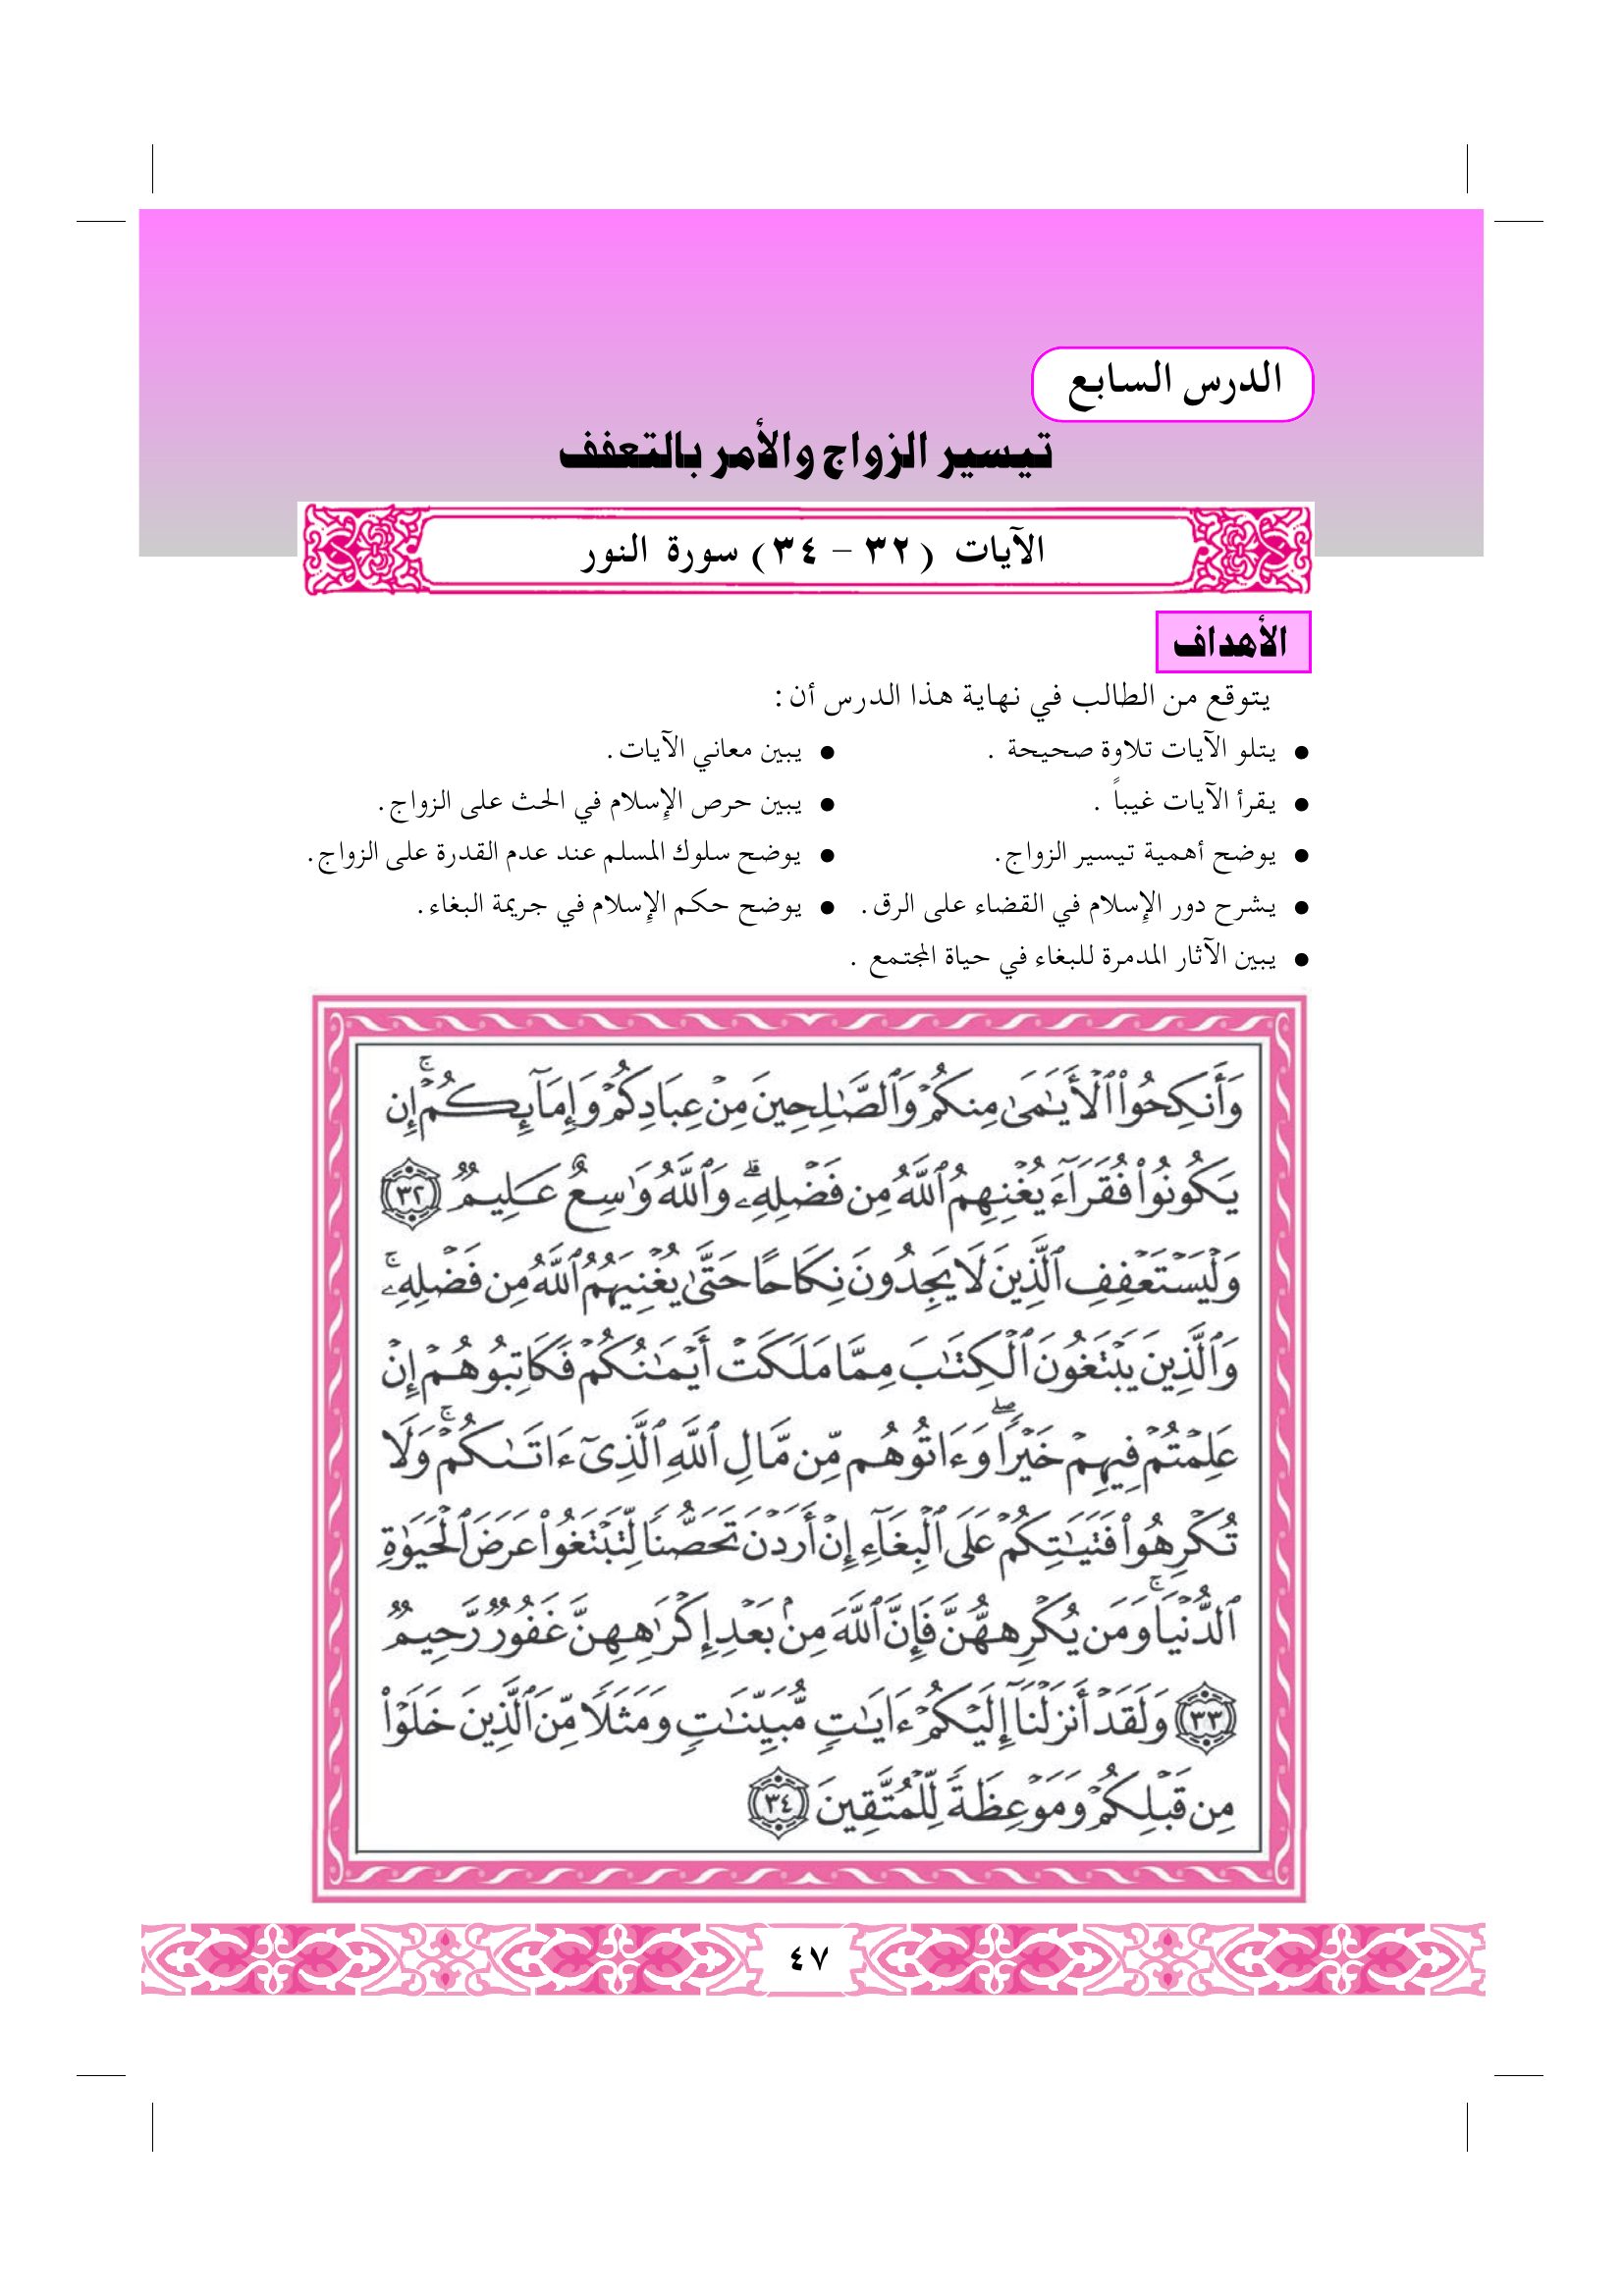 الدرس السابع
تيسير الزواج والأمر بالتعفف
الآيات (٣٢ - ٣٤) سورة النور
الأهداف
يتوقع من الطالب في نهاية هذا الدرس أن :
● يتلو الآيات تلاوة صحيحة . ● يبين معاني الآيات .
● يقرأ الآيات غيباً . ● يبين حرص الإسلام في الحث على الزواج .
● يوضح أهمية تيسير الزواج . ● يوضح سلوك المسلم عند عدم القدرة على الزواج .
● يشرح دور الإسلام في القضاء على الرق . ● يوضح حكم الإسلام في جريمة البغاء .
● يبين الآثار المدمرة للبغاء في حياة المجتمع .
وَأَنكِحُوا۟ ٱلْأَيَـٰمَىٰ مِنكُمْ وَٱلصَّـٰلِحِينَ مِنْ عِبَادِكُمْ وَإِمَآئِكُمْ ۚ إِن
يَكُونُوا۟ فُقَرَآءَ يُغْنِهِمُ ٱللَّهُ مِن فَضْلِهِۦ ۗ وَٱللَّهُ وَٰسِعٌ عَلِيمٌ ٣٢
وَلْيَسْتَعْفِفِ ٱلَّذِينَ لَا يَجِدُونَ نِكَاحًا حَتَّىٰ يُغْنِيَهُمُ ٱللَّهُ مِن فَضْلِهِۦ ۚ
وَٱلَّذِينَ يَبْتَغُونَ ٱلْكِتَـٰبَ مِمَّا مَلَكَتْ أَيْمَـٰنُكُمْ فَكَاتِبُوهُمْ إِنْ
عَلِمْتُمْ فِيهِمْ خَيْرًا ۖ وَءَاتُوهُم مِّن مَّالِ ٱللَّهِ ٱلَّذِىٓ ءَاتَىٰكُمْ ۚ وَلَا
تُكْرِهُوا۟ فَتَيَـٰتِكُمْ عَلَى ٱلْبِغَآءِ إِنْ أَرَدْنَ تَحَصُّنًا لِّتَبْتَغُوا۟ عَرَضَ ٱلْحَيَوٰةِ
ٱلدُّنْيَا ۚ وَمَن يُكْرِههُّنَّ فَإِنَّ ٱللَّهَ مِنۢ بَعْدِ إِكْرَٰهِهِنَّ غَفُورٌ رَّحِيمٌ
٣٣ وَلَقَدْ أَنزَلْنَآ إِلَيْكُمْ ءَايَـٰتٍ مُّبَيِّنَـٰتٍ وَمَثَلًا مِّنَ ٱلَّذِينَ خَلَوْا۟
مِن قَبْلِكُمْ وَمَوْعِظَةً لِّلْمُتَّقِينَ ٣٤
٤٧